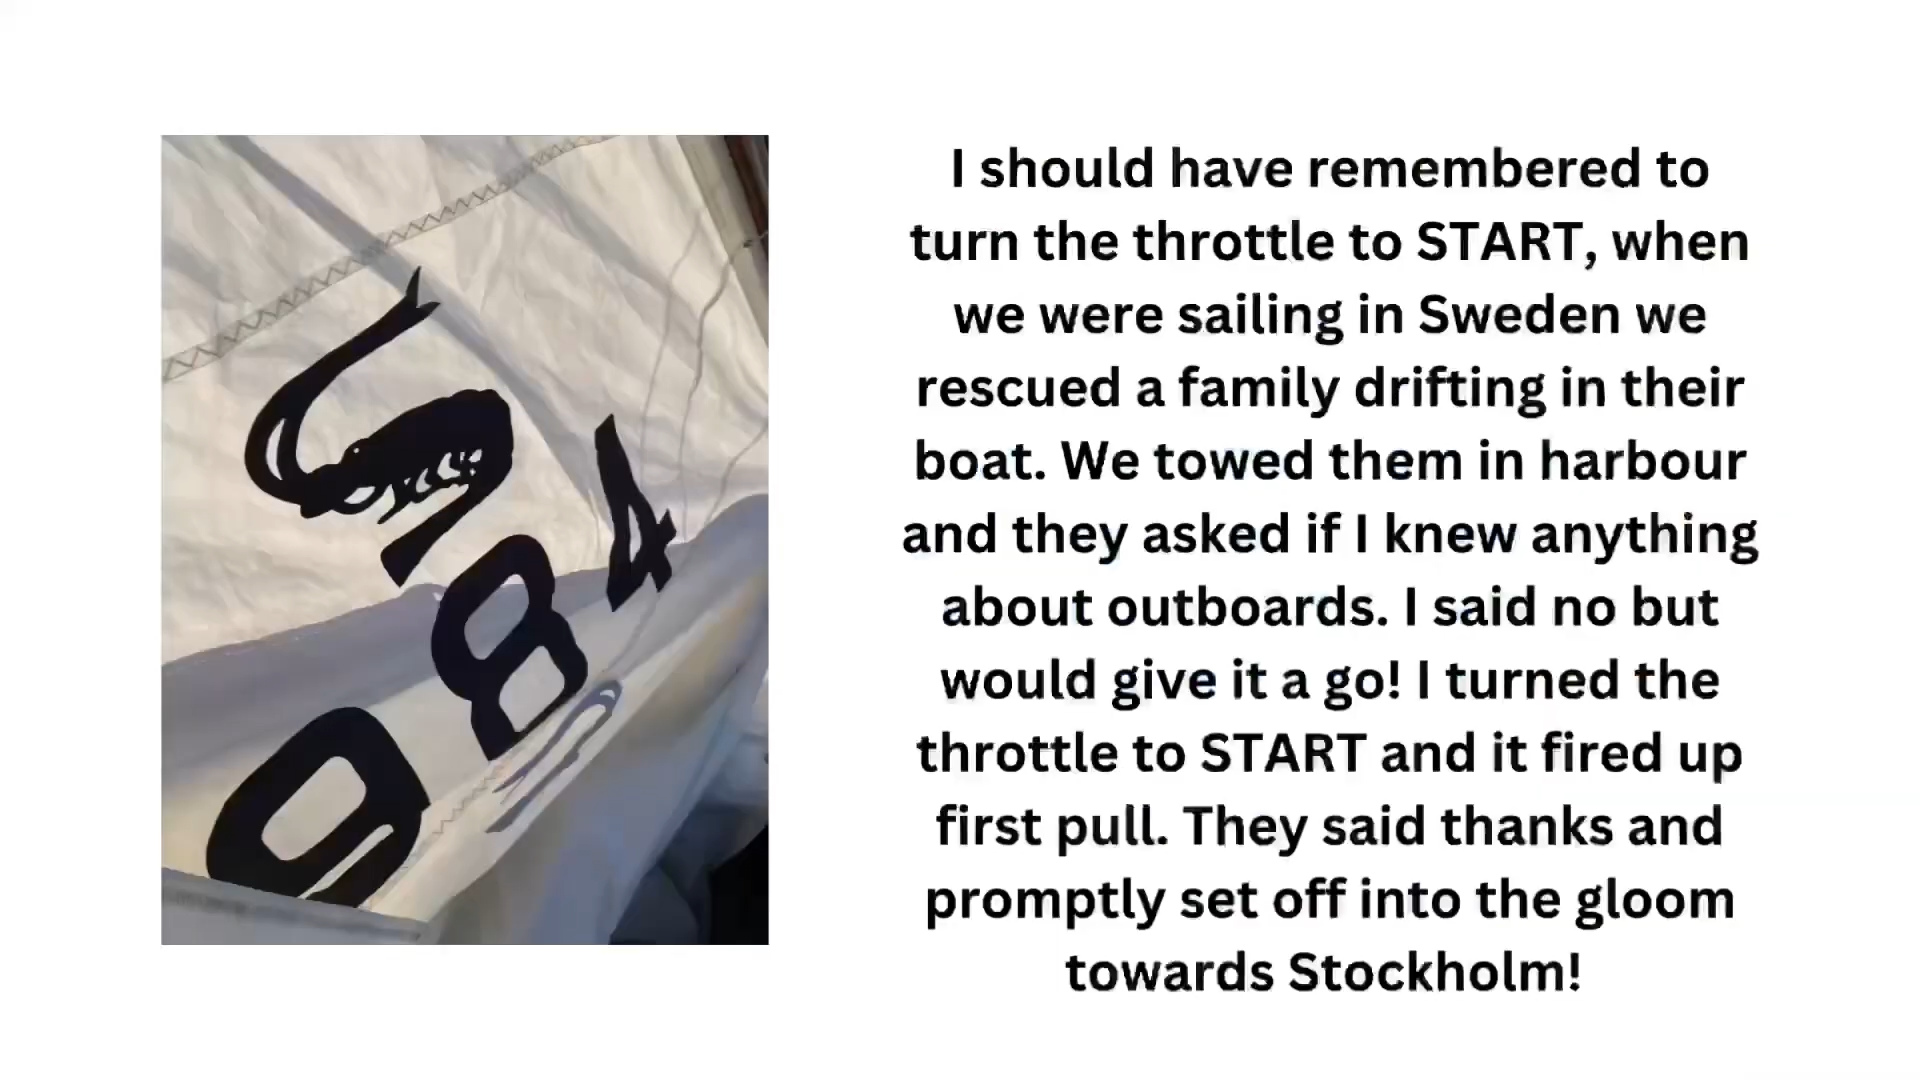 984
I should have remembered to
turn the throttle to START, when
we were sailing in Sweden we
rescued a family drifting in their
boat. We towed them in harbour
and they asked if I knew anything
about outboards. I said no but
would give it a go! I turned the
throttle to START and it fired up
first pull. They said thanks and
promptly set off into the gloom
towards Stockholm!